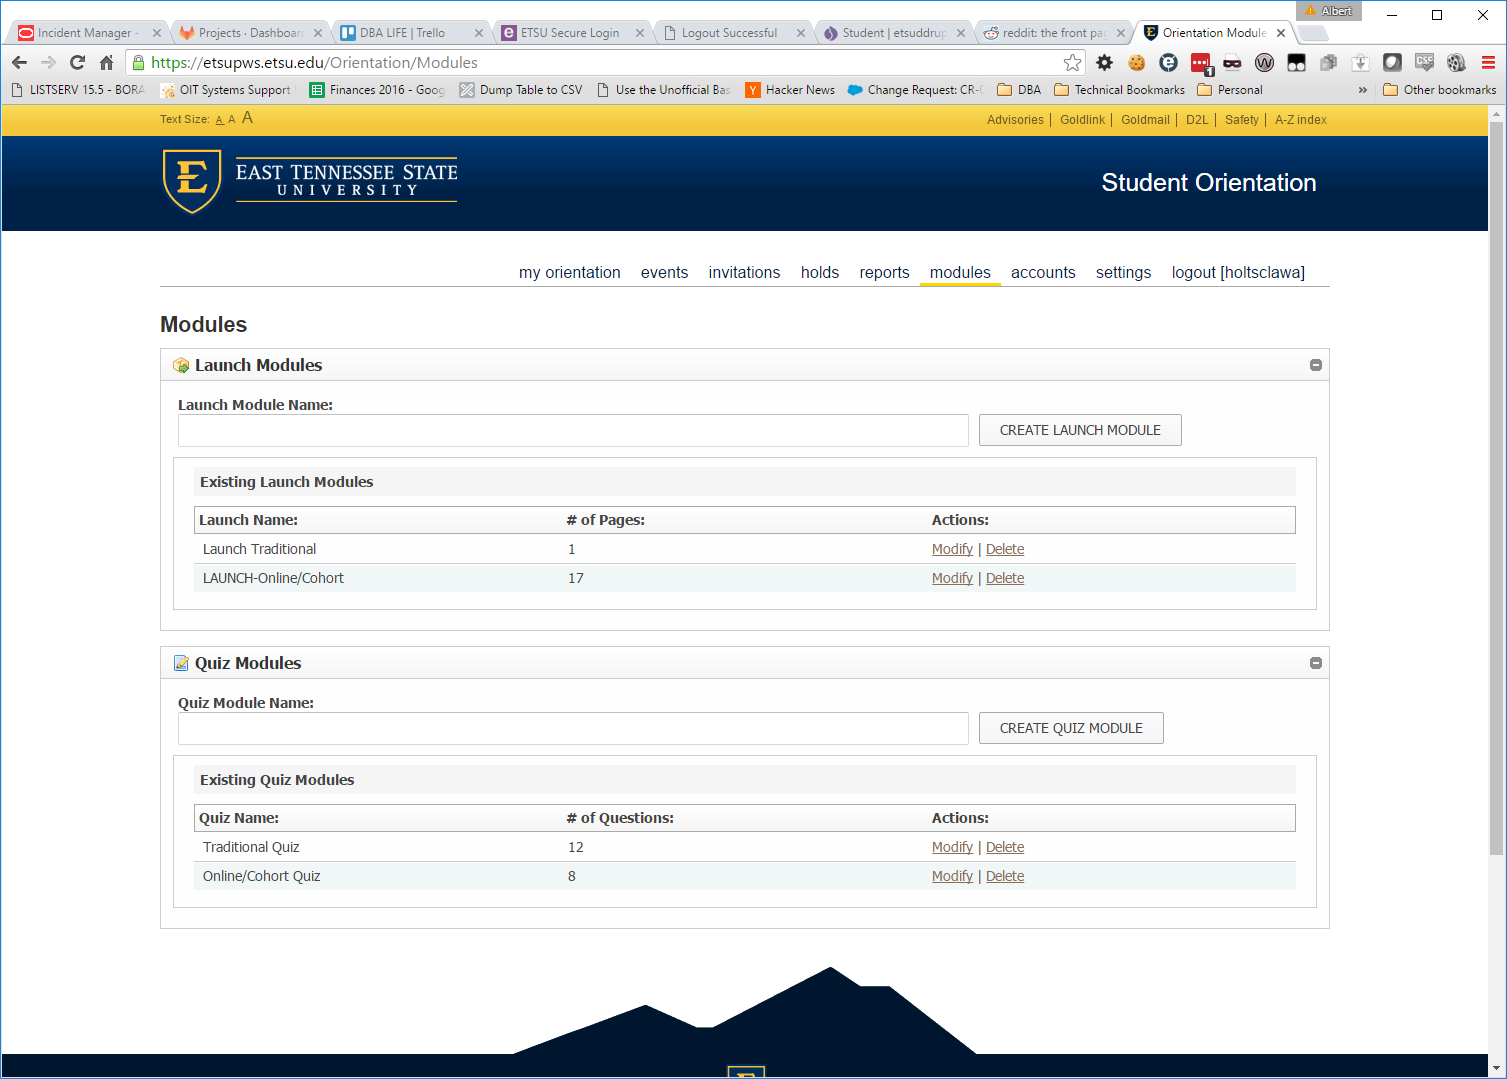 Albert
Incident Manager -
Projects · Dashboard
DBA LIFE | Trello
ETSU Secure Login
Logout Successful
Student | etsuddrup
reddit: the front pa
Orientation Module
https://etsupws.etsu.edu/Orientation/Modules
LISTSERV 15.5 - BORA
OIT Systems Support
Finances 2016 - Goog
Dump Table to CSV
Use the Unofficial Bas
Hacker News
Change Request: CR-0
DBA
Technical Bookmarks
Personal
»
Other bookmarks
Text Size: A A A
Advisories | Goldlink | Goldmail | D2L | Safety | A-Z index
E EAST TENNESSEE STATE
UNIVERSITY
Student Orientation
my orientation events invitations holds reports modules accounts settings logout [holtsclawa]
Modules
Launch Modules
Launch Module Name:
CREATE LAUNCH MODULE
Existing Launch Modules
Launch Name: # of Pages: Actions:
Launch Traditional 1 Modify | Delete
LAUNCH-Online/Cohort 17 Modify | Delete
Quiz Modules
Quiz Module Name:
CREATE QUIZ MODULE
Existing Quiz Modules
Quiz Name: # of Questions: Actions:
Traditional Quiz 12 Modify | Delete
Online/Cohort Quiz 8 Modify | Delete